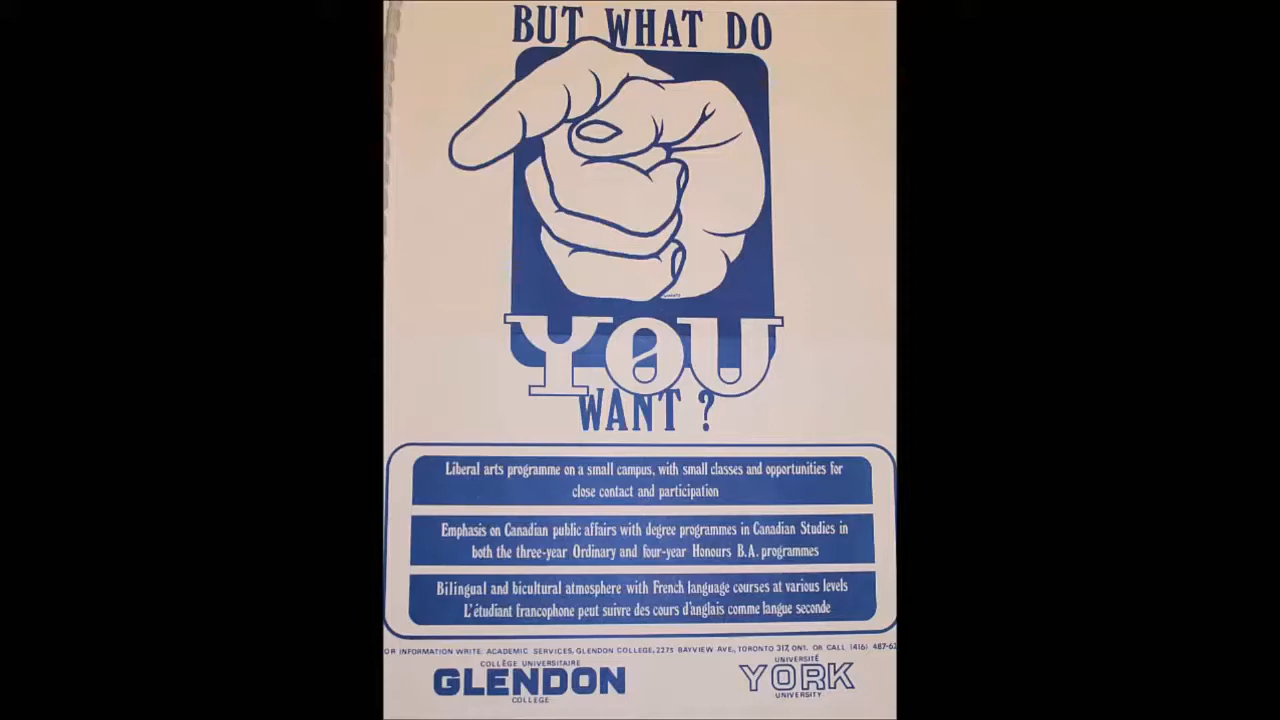 BUT WHAT DO
YOU
WANT ?
Liberal arts programme on a small campus, with small classes and opportunities for
close contact and participation
Emphasis on Canadian public affairs with degree programmes in Canadian Studies in
both the three-year Ordinary and four-year Honours B.A. programmes
Bilingual and bicultural atmosphere with French language courses at various levels
L'étudiant francophone peut suivre des cours d'anglais comme langue seconde
OR INFORMATION WRITE ACADEMIC SERVICES, GLENDON COLLEGE, 2275 BAYVIEW AVE., TORONTO 317, ONT. OR CALL (416) 487-62
COLLÈGE UNIVERSITAIRE
GLENDON
COLLEGE
UNIVERSITÉ
YORK
UNIVERSITY